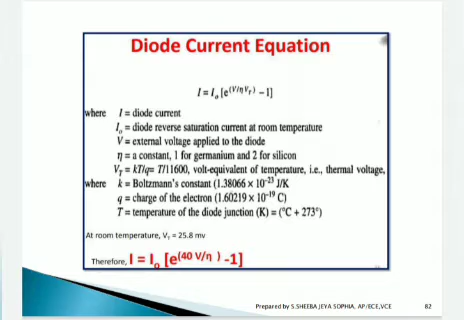 Diode Current Equation
I = Iₒ [e^(V/ηV_T) – 1]
where I = diode current
Iₒ = diode reverse saturation current at room temperature
V = external voltage applied to the diode
η = a constant, 1 for germanium and 2 for silicon
V_T = kT/q = T/11600, volt-equivalent of temperature, i.e., thermal voltage,
where k = Boltzmann's constant (1.38066 × 10⁻²³ J/K
q = charge of the electron (1.60219 × 10⁻¹⁹ C)
T = temperature of the diode junction (K) = (°C + 273°)
At room temperature, V_T = 25.8 mv
Therefore, I = Iₒ [e^(40 V/η ) -1]
Prepared by S.SHEEBA JEYA SOPHIA, AP/ECE,VCE 82